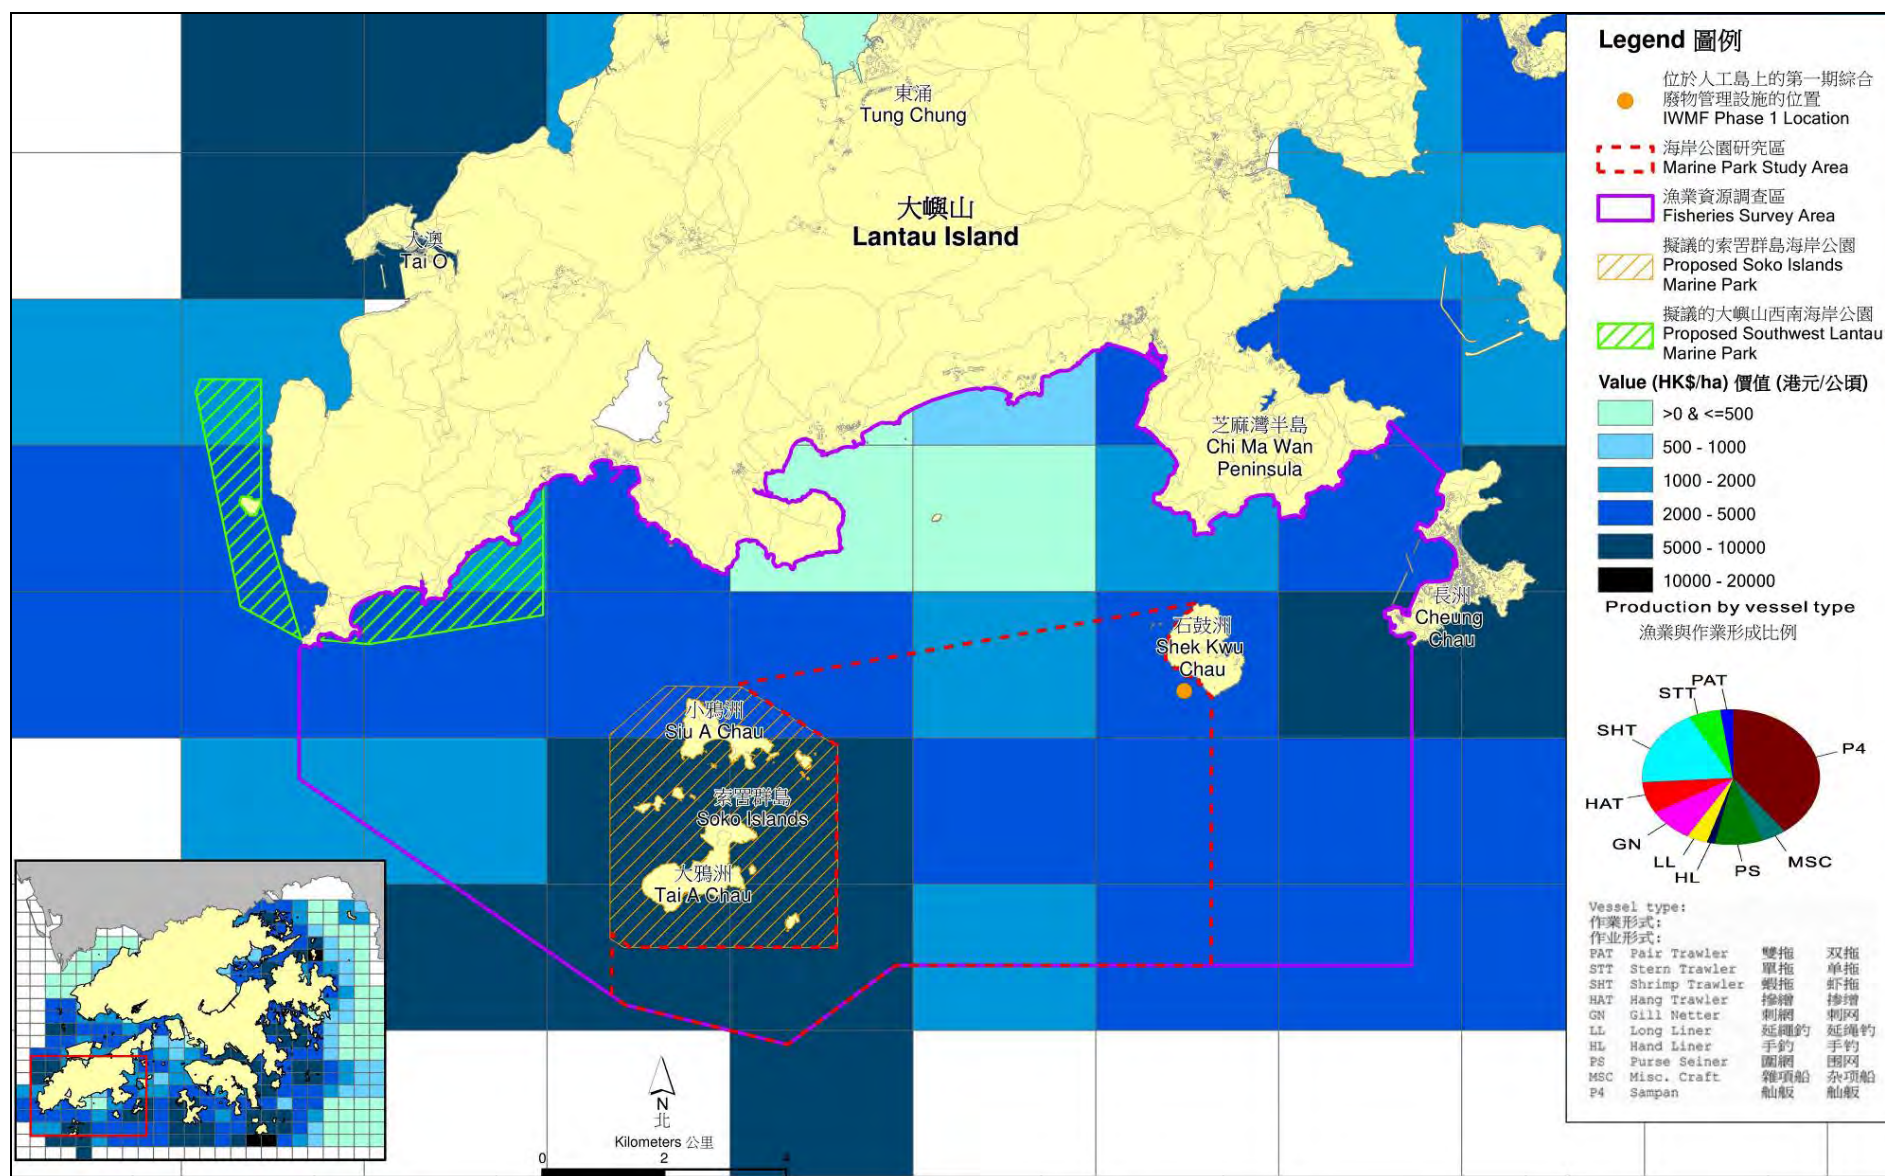 東涌
Tung Chung
大嶼山
Lantau Island
大澳
Tai O
芝麻灣半島
Chi Ma Wan
Peninsula
長洲
Cheung
Chau
石鼓洲
Shek Kwu
Chau
小鴉洲
Siu A Chau
索罟群島
Soko Islands
大鴉洲
Tai A Chau
N
北
Kilometers 公里
0 2 4
Legend 圖例
位於人工島上的第一期綜合
廢物管理設施的位置
IWMF Phase 1 Location
海岸公園研究區
Marine Park Study Area
漁業資源調查區
Fisheries Survey Area
擬議的索罟群島海岸公園
Proposed Soko Islands
Marine Park
擬議的大嶼山西南海岸公園
Proposed Southwest Lantau
Marine Park
Value (HK$/ha) 價值 (港元/公頃)
>0 & <=500
500 - 1000
1000 - 2000
2000 - 5000
5000 - 10000
10000 - 20000
Production by vessel type
漁業與作業形成比例
PAT
STT
SHT
P4
HAT
GN
LL
HL
PS
MSC
Vessel type:
作業形式:
作业形式:
PAT Pair Trawler 雙拖 双拖
STT Stern Trawler 單拖 单拖
SHT Shrimp Trawler 蝦拖 虾拖
HAT Hang Trawler 摻繒 掺缯
GN Gill Netter 刺網 刺网
LL Long Liner 延繩釣 延绳钓
HL Hand Liner 手釣 手钓
PS Purse Seiner 圍網 围网
MSC Misc. Craft 雜項船 杂项船
P4 Sampan 舢舨 舢舨